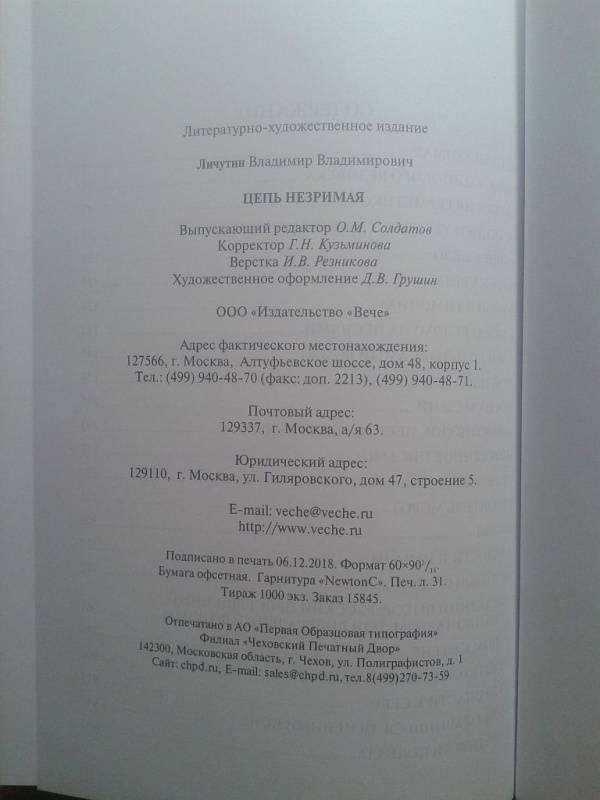 Литературно-художественное издание
Личутин Владимир Владимирович
ЦЕПЬ НЕЗРИМАЯ
Выпускающий редактор О.М. Солдатов
Корректор Г.Н. Кузьминова
Верстка И.В. Резникова
Художественное оформление Д.В. Грушин
ООО «Издательство «Вече»
Адрес фактического местонахождения:
127566, г. Москва, Алтуфьевское шоссе, дом 48, корпус 1.
Тел.: (499) 940-48-70 (факс: доп. 2213), (499) 940-48-71.
Почтовый адрес:
129337, г. Москва, а/я 63.
Юридический адрес:
129110, г. Москва, ул. Гиляровского, дом 47, строение 5.
E-mail: veche@veche.ru
http://www.veche.ru
Подписано в печать 06.12.2018. Формат 60×90 1/16.
Бумага офсетная. Гарнитура «NewtonC». Печ. л. 31.
Тираж 1000 экз. Заказ 15845.
Отпечатано в АО «Первая Образцовая типография»
Филиал «Чеховский Печатный Двор»
142300, Московская область, г. Чехов, ул. Полиграфистов, д. 1
Сайт: chpd.ru, E-mail: sales@chpd.ru, тел.8(499)270-73-59